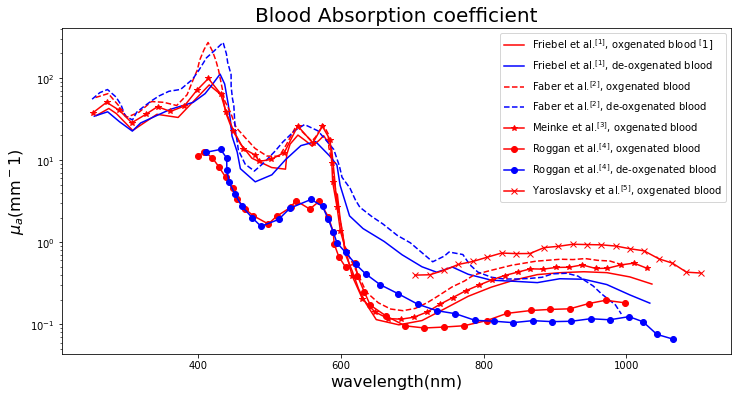 Blood Absorption coefficient
Friebel et al.[1], oxgenated blood [1]
Friebel et al.[1], de-oxgenated blood
Faber et al.[2], oxgenated blood
Faber et al.[2], de-oxgenated blood
Meinke et al.[3], oxgenated blood
Roggan et al.[4], oxgenated blood
Roggan et al.[4], de-oxgenated blood
Yaroslavsky et al.[5], oxgenated blood
μa(mm−1)
10²
10¹
10⁰
10⁻¹
400 600 800 1000
wavelength(nm)